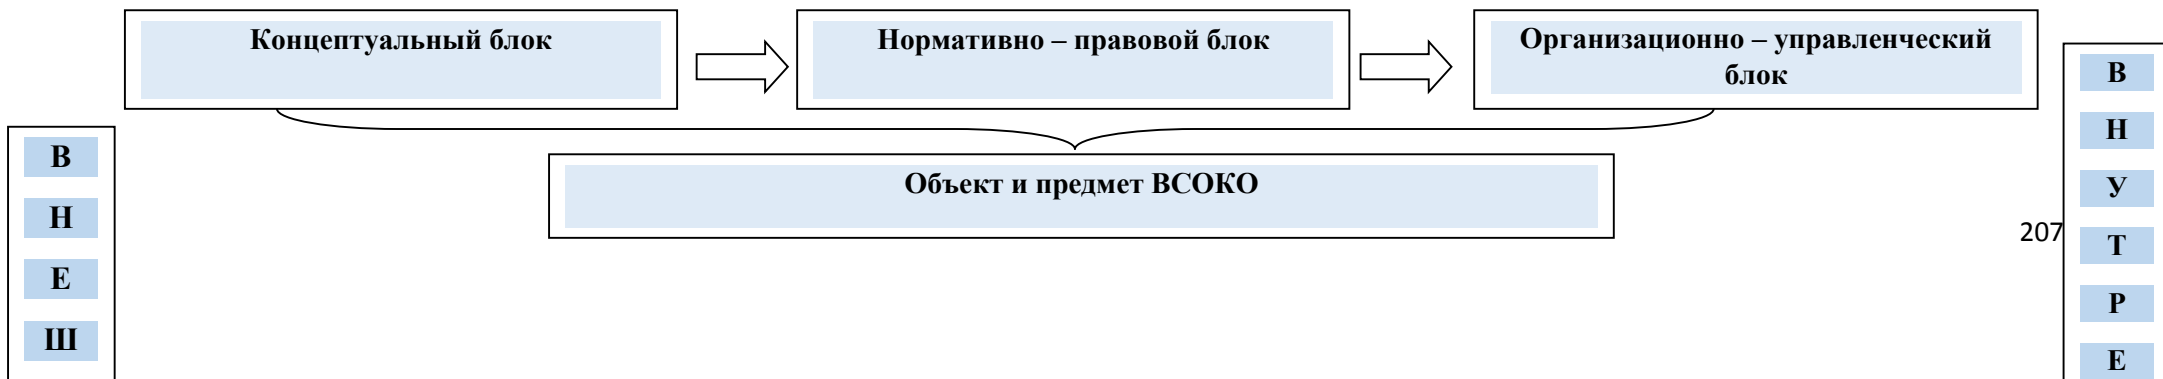 Концептуальный блок
Нормативно – правовой блок
Организационно – управленческий
блок
Объект и предмет ВСОКО
В
Н
Е
Ш
207
В
Н
У
Т
Р
Е